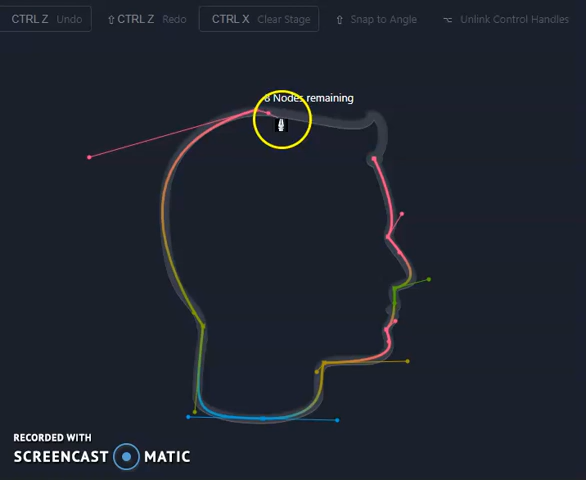 CTRL Z Undo ⇧ CTRL Z Redo CTRL X Clear Stage ⇧ Snap to Angle ⌥ Unlink Control Handles
8 Nodes remaining
RECORDED WITH
SCREENCAST MATIC